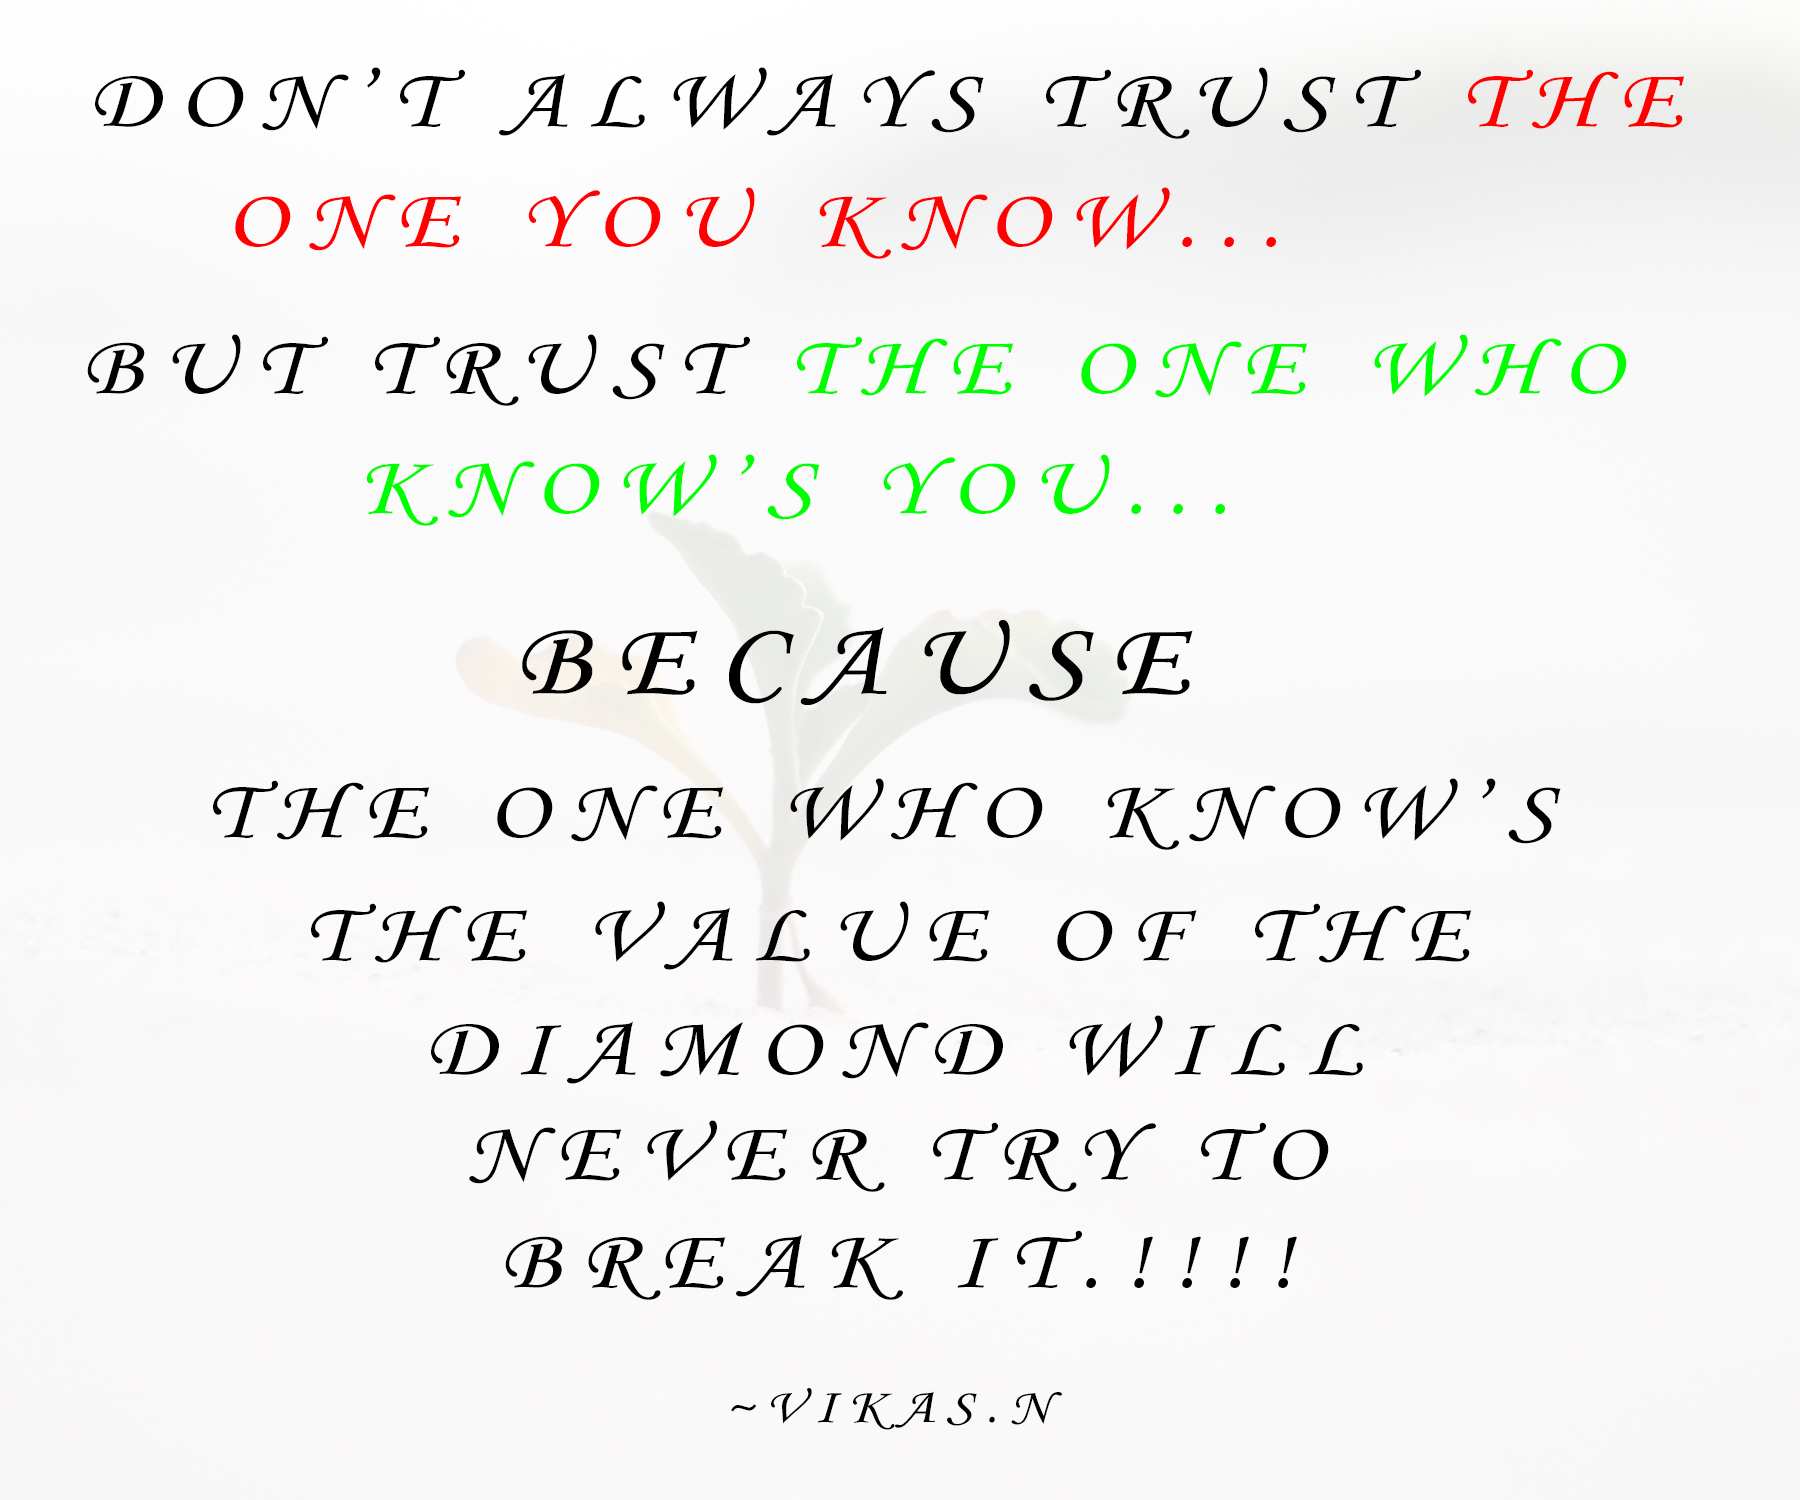 DON’T ALWAYS TRUST THE
ONE YOU KNOW...
BUT TRUST THE ONE WHO
KNOW’S YOU...
BECAUSE
THE ONE WHO KNOW’S
THE VALUE OF THE
DIAMOND WILL
NEVER TRY TO
BREAK IT.!!!!
~VIKAS.N